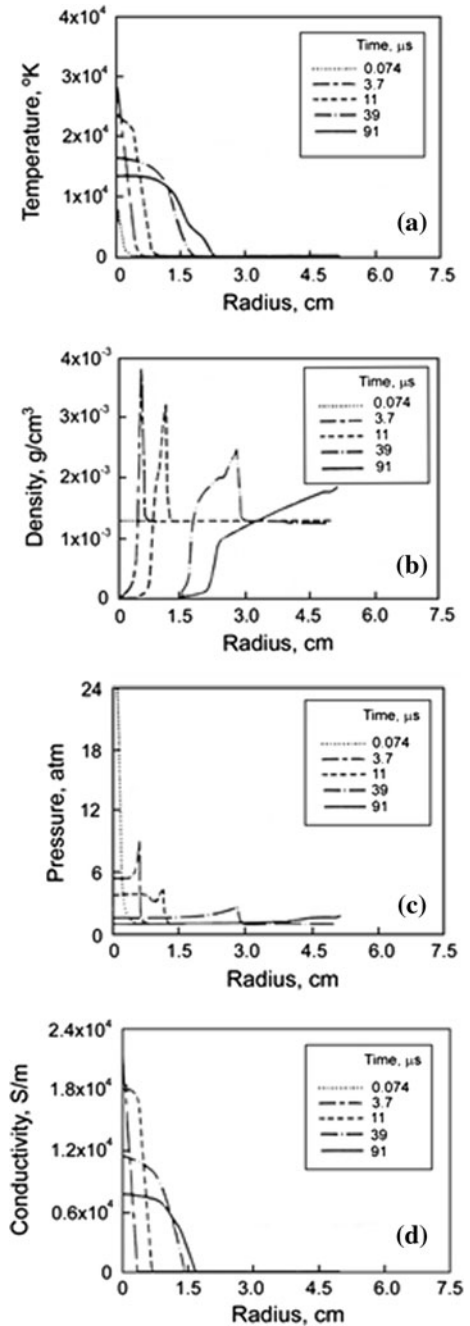 4x10⁴
3x10⁴
2x10⁴
1x10⁴
0
Temperature, ºK
Time, μs
0.074
3.7
11
39
91
(a)
0 1.5 3.0 4.5 6.0 7.5
Radius, cm
4x10⁻³
3x10⁻³
2x10⁻³
1x10⁻³
0
Density, g/cm³
Time, μs
0.074
3.7
11
39
91
(b)
0 1.5 3.0 4.5 6.0 7.5
Radius, cm
24
18
12
6
0
Pressure, atm
Time, μs
0.074
3.7
11
39
91
(c)
0 1.5 3.0 4.5 6.0 7.5
Radius, cm
2.4x10⁴
1.8x10⁴
1.2x10⁴
0.6x10⁴
0
Conductivity, S/m
Time, μs
0.074
3.7
11
39
91
(d)
0 1.5 3.0 4.5 6.0 7.5
Radius, cm